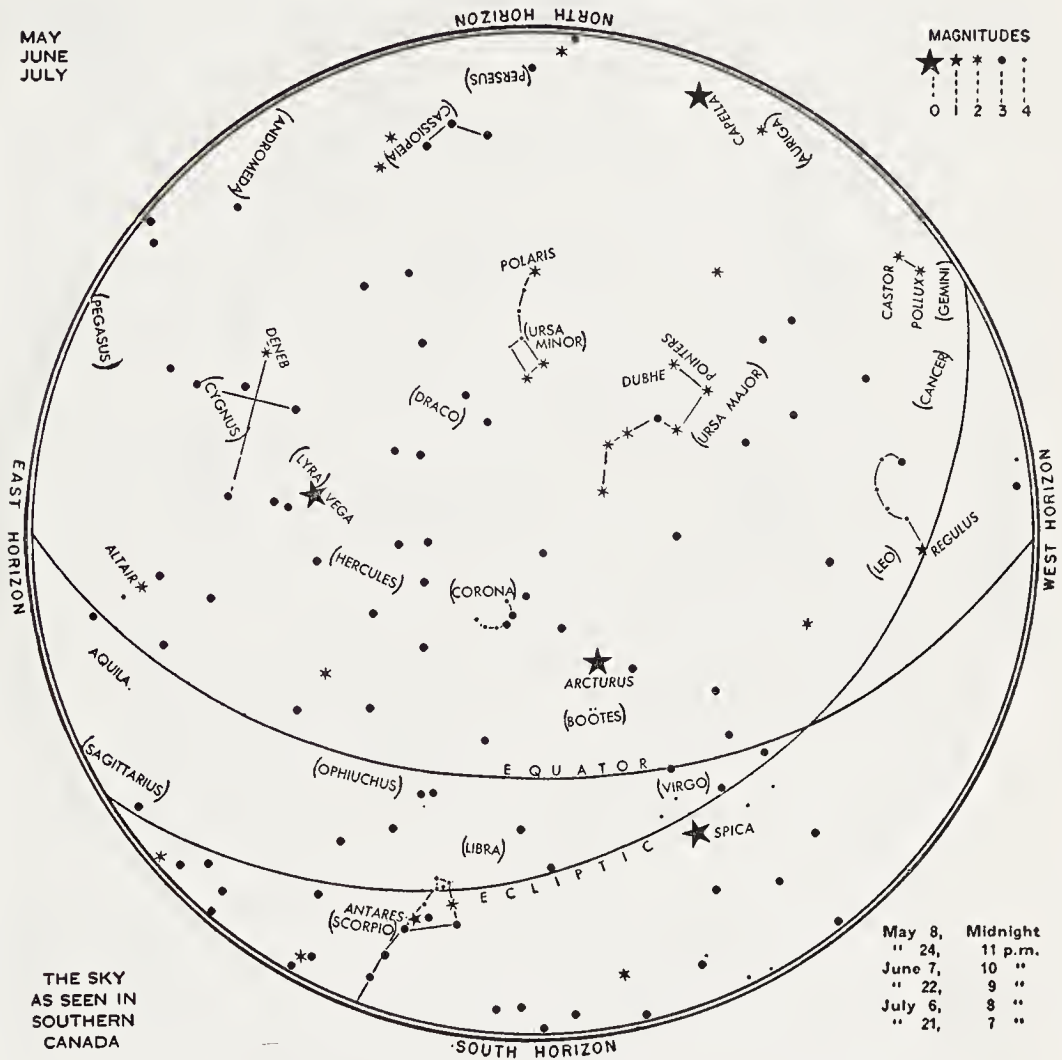 NORTH HORIZON
MAY
JUNE
JULY
MAGNITUDES
0 1 2 3 4
(PERSEUS)
(CASSIOPEIA)
CAPELLA
(AURIGA)
(ANDROMEDA)
POLARIS
CASTOR
POLLUX
(GEMINI)
(PEGASUS)
DENEB
(URSA
MINOR)
POINTERS
DUBHE
(URSA MAJOR)
(CANCER)
(CYGNUS)
(DRACO)
(LYRA)
VEGA
EAST HORIZON
WEST HORIZON
REGULUS
(LEO)
ALTAIR
(HERCULES)
(CORONA)
AQUILA.
ARCTURUS
(BOÖTES)
EQUATOR
(SAGITTARIUS)
(OPHIUCHUS)
(VIRGO)
SPICA
(LIBRA)
ECLIPTIC
ANTARES
(SCORPIO)
May 8, Midnight
" 24, 11 p.m.
June 7, 10 "
" 22, 9 "
July 6, 8 "
" 21, 7 "
THE SKY
AS SEEN IN
SOUTHERN
CANADA
SOUTH HORIZON